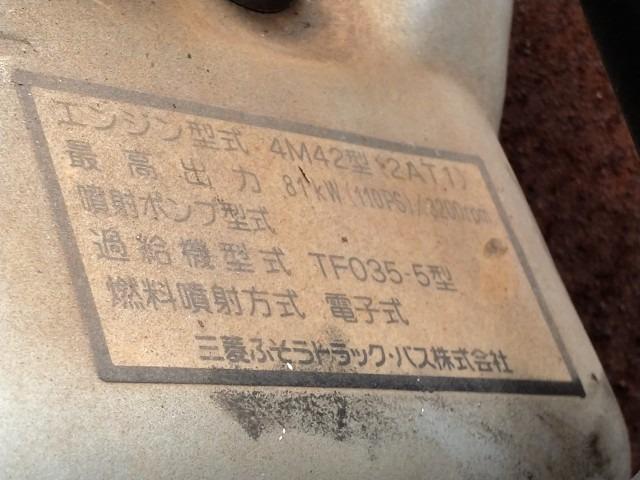 エンジン型式 4M42型(2AT1)
最高出力 81kW(110PS)/3200rpm
噴射ポンプ型式
過給機型式 TF035-5型
燃料噴射方式 電子式
三菱ふそうトラック・バス株式会社